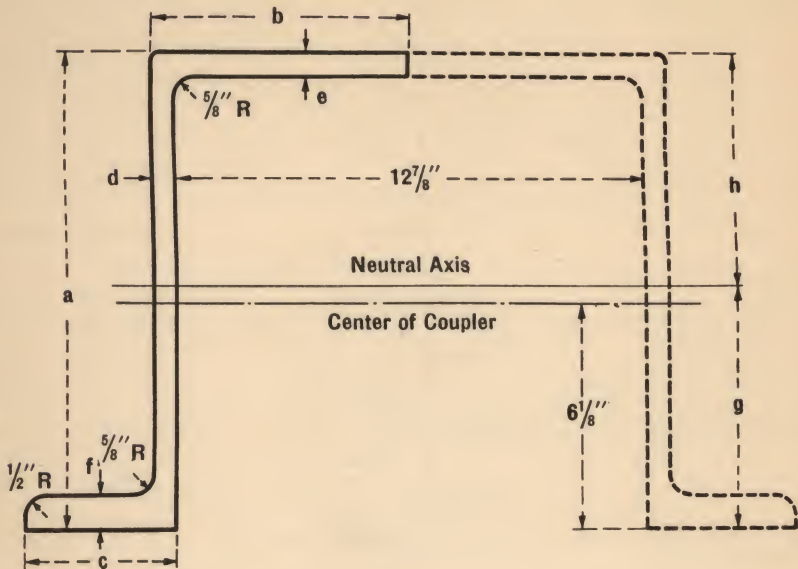 b
5/8" R
e
d
12 7/8"
h
Neutral Axis
a
Center of Coupler
6 1/8"
g
1/2" R
f
5/8" R
c